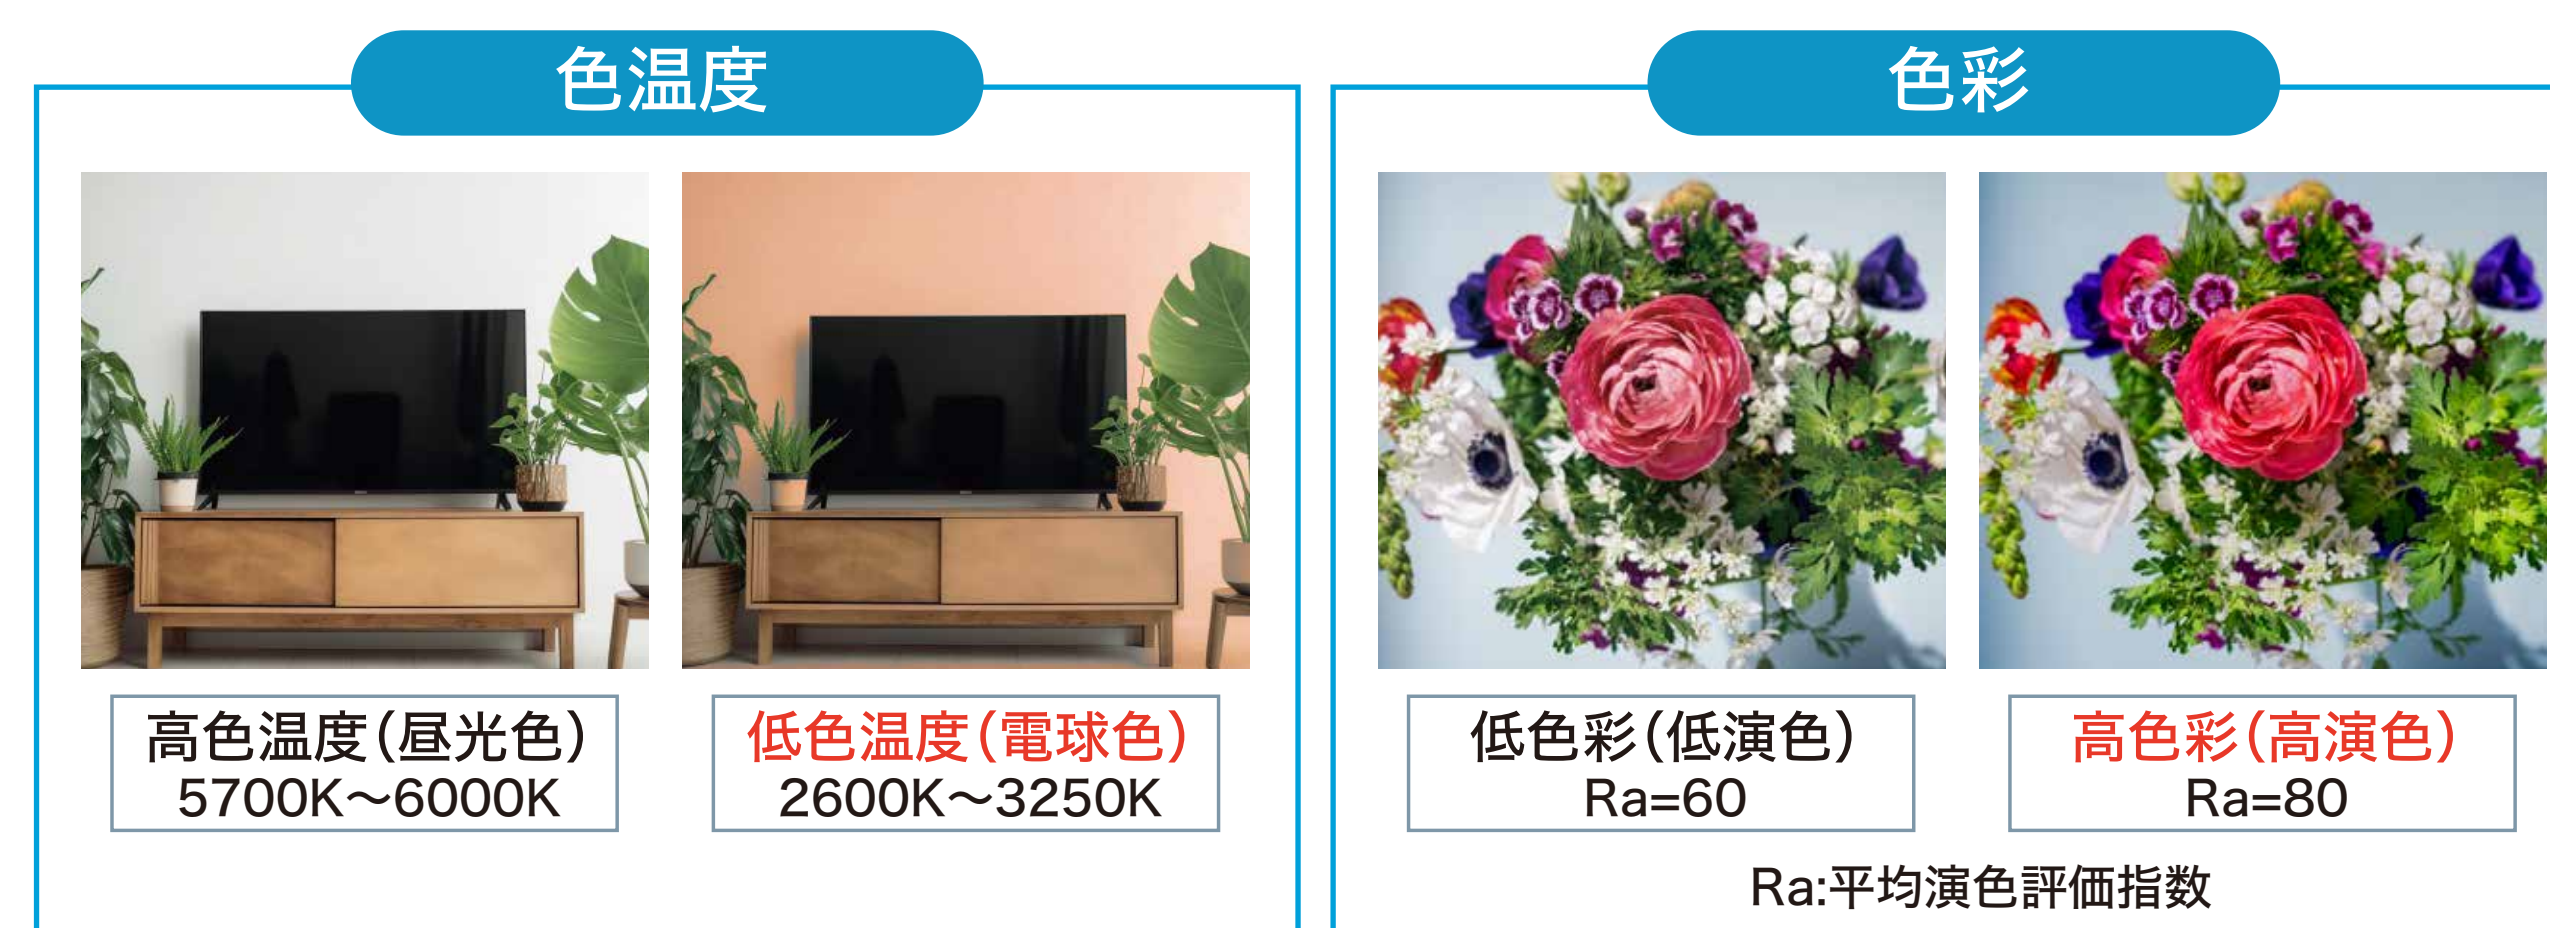 色温度
高色温度(昼光色)
5700K～6000K
低色温度(電球色)
2600K～3250K
色彩
低色彩(低演色)
Ra=60
高色彩(高演色)
Ra=80
Ra:平均演色評価指数